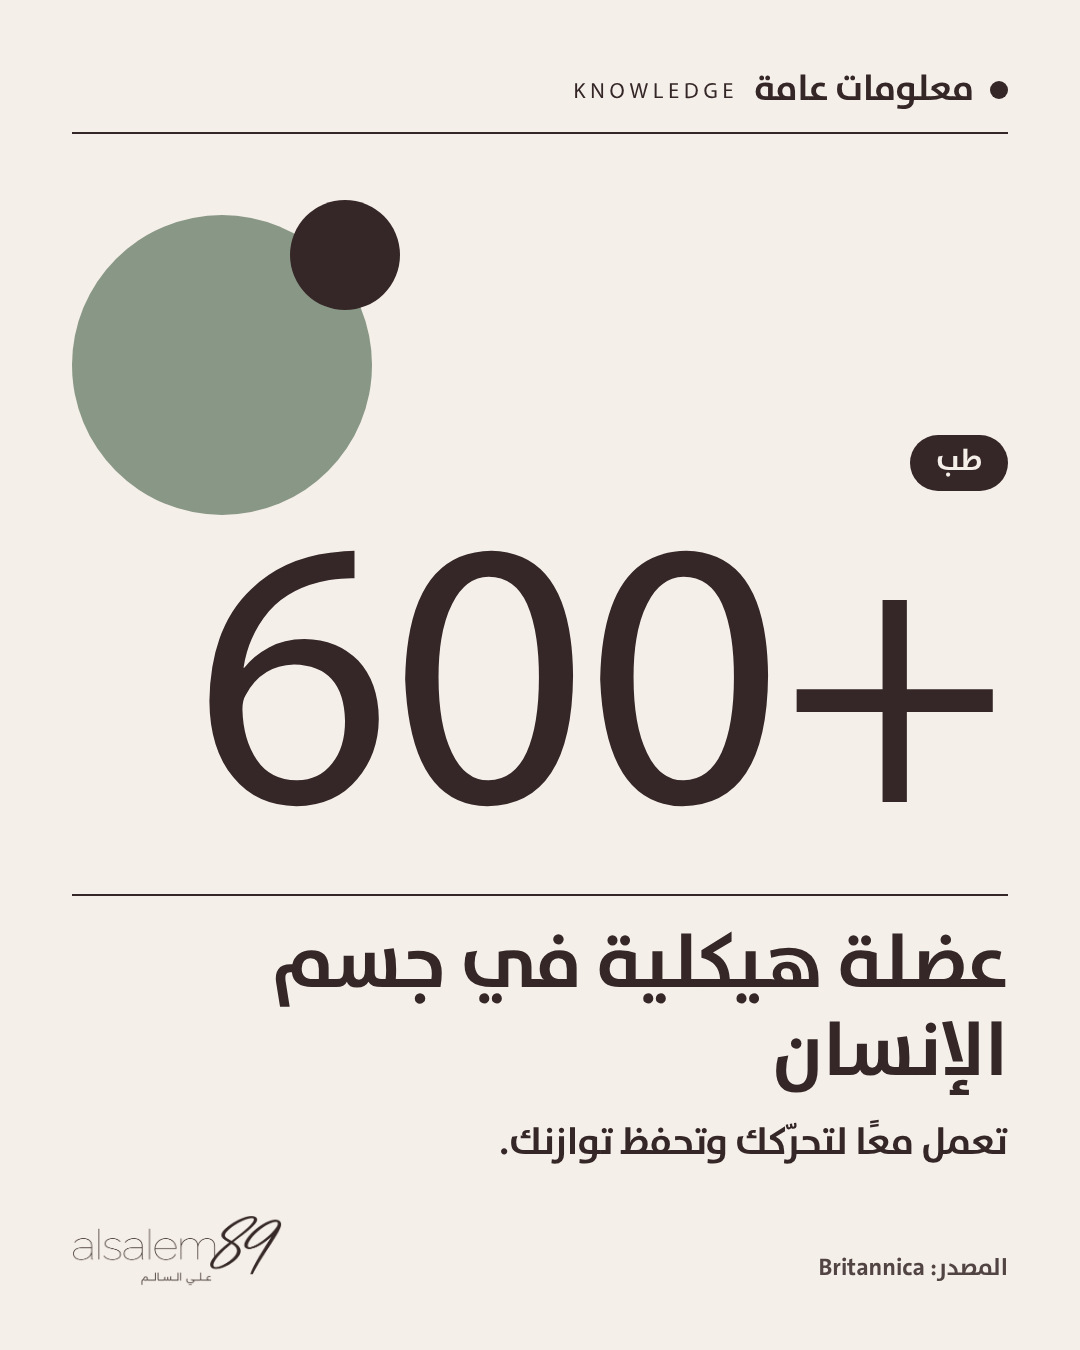 معلومات عامة KNOWLEDGE
طب
600+
عضلة هيكلية في جسم
الإنسان
تعمل معًا لتحرّكك وتحفظ توازنك.
المصدر: Britannica
alsalem89
علي السالم